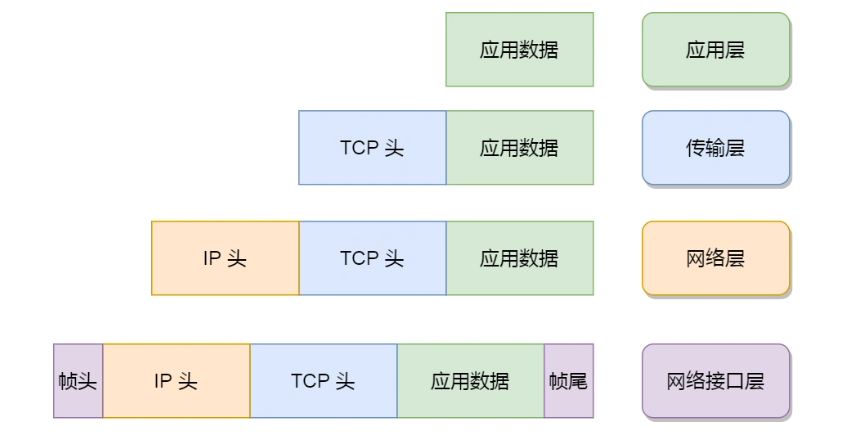 应用数据 应用层
TCP 头 应用数据 传输层
IP 头 TCP 头 应用数据 网络层
帧头 IP 头 TCP 头 应用数据 帧尾 网络接口层